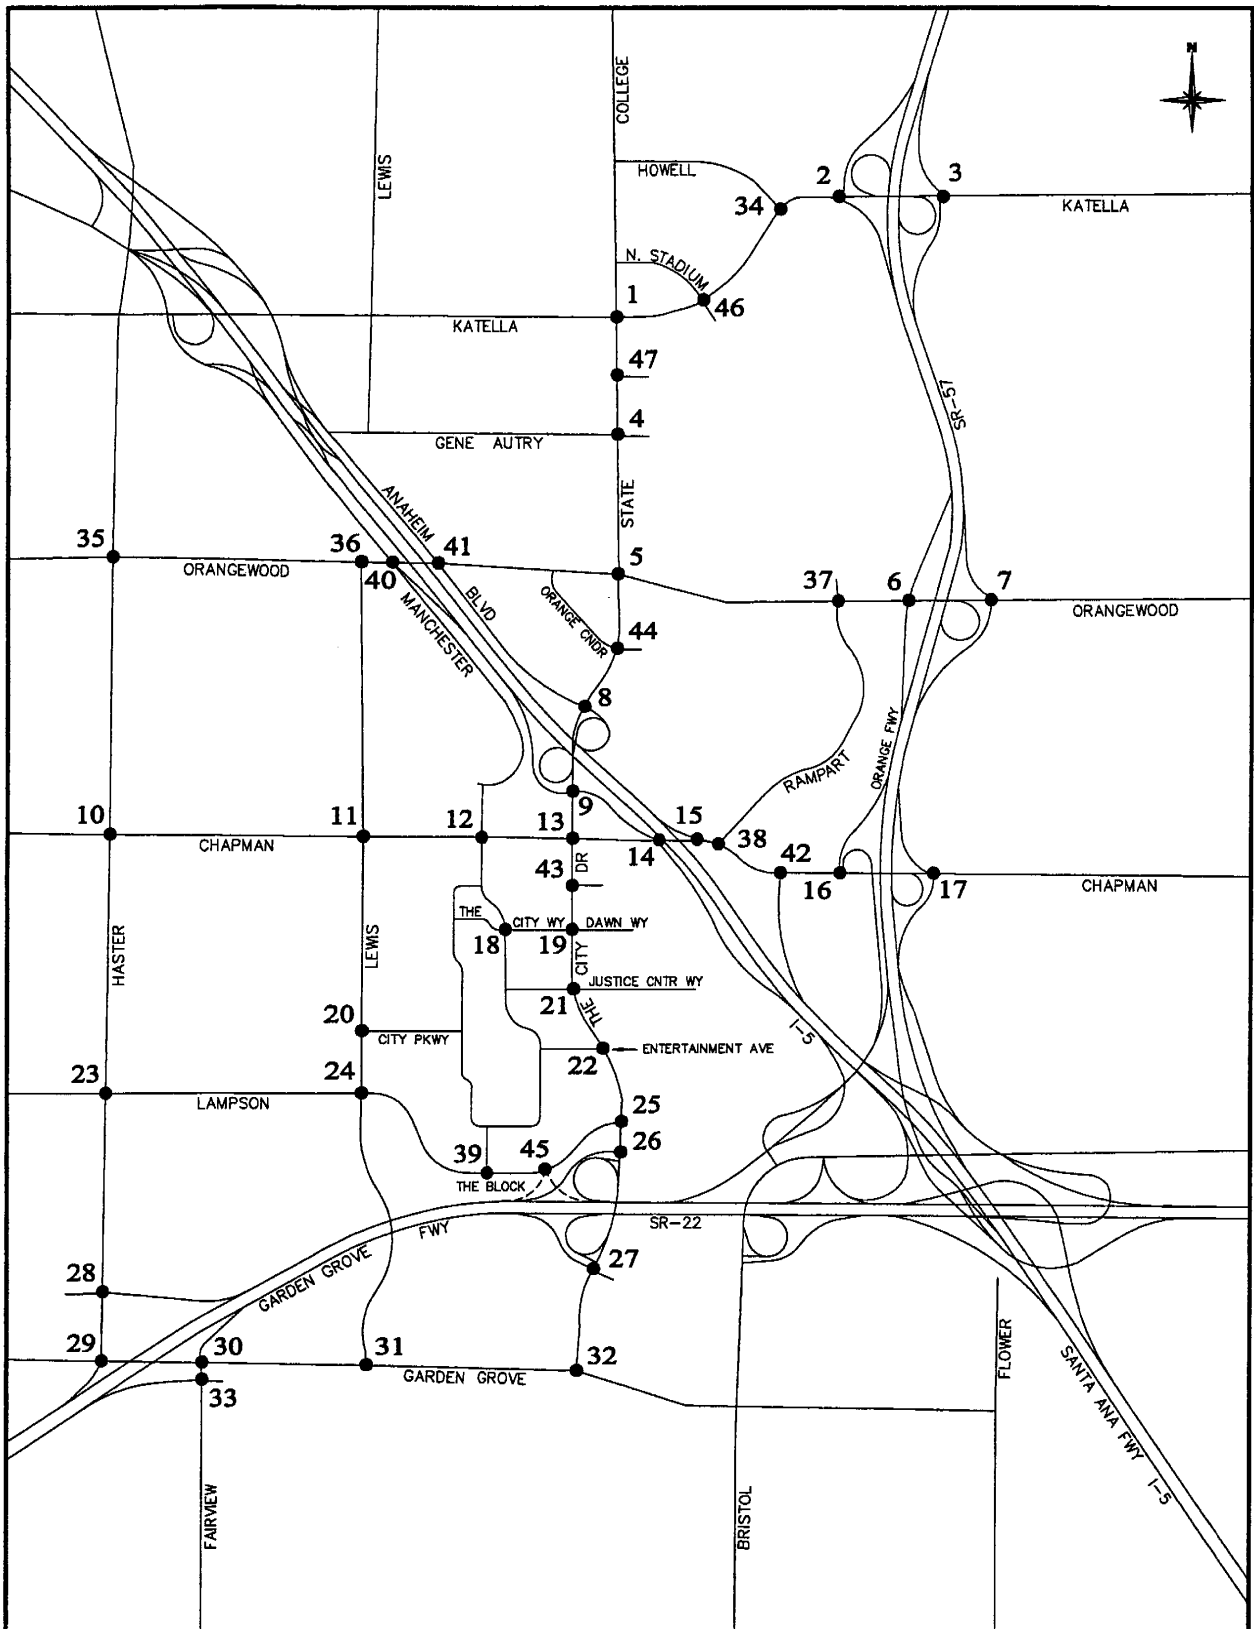 N
COLLEGE
LEWIS
HOWELL
2
3
34
KATELLA
N. STADIUM
1
46
KATELLA
47
SR-57
4
GENE AUTRY
STATE
ANAHEIM
BLVD
35
36
41
5
ORANGEWOOD
40
37
6
7
ORANGEWOOD
ORANGE CNDR
MANCHESTER
44
8
ORANGE FWY
RAMPART
9
10
11
12
13
15
38
CHAPMAN
14
DR
43
42
16
17
CHAPMAN
THE
CITY WY
DAWN WY
18
19
HASTER
LEWIS
CITY
JUSTICE CNTR WY
21
THE
20
CITY PKWY
I-5
22
ENTERTAINMENT AVE
23
24
LAMPSON
25
26
39
45
THE BLOCK
SR-22
FWY
GARDEN GROVE
27
28
29
30
31
32
GARDEN GROVE
33
FLOWER
SANTA ANA FWY
I-5
FAIRVIEW
BRISTOL